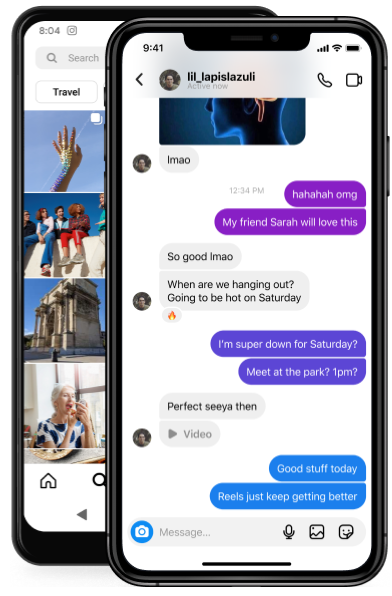 8:04
Search
Travel
9:41
lil_lapislazuli
Active now
lmao
12:34 PM
hahahah omg
My friend Sarah will love this
So good lmao
When are we hanging out?
Going to be hot on Saturday
I'm super down for Saturday?
Meet at the park? 1pm?
Perfect seeya then
Video
Good stuff today
Reels just keep getting better
Message...